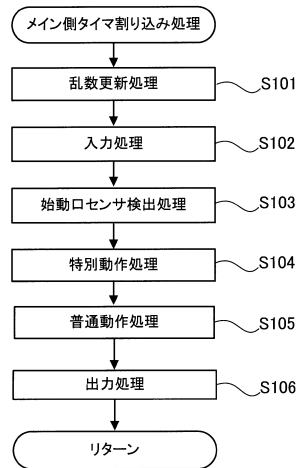 メイン側タイマ割り込み処理
乱数更新処理 S101
入力処理 S102
始動口センサ検出処理 S103
特別動作処理 S104
普通動作処理 S105
出力処理 S106
リターン